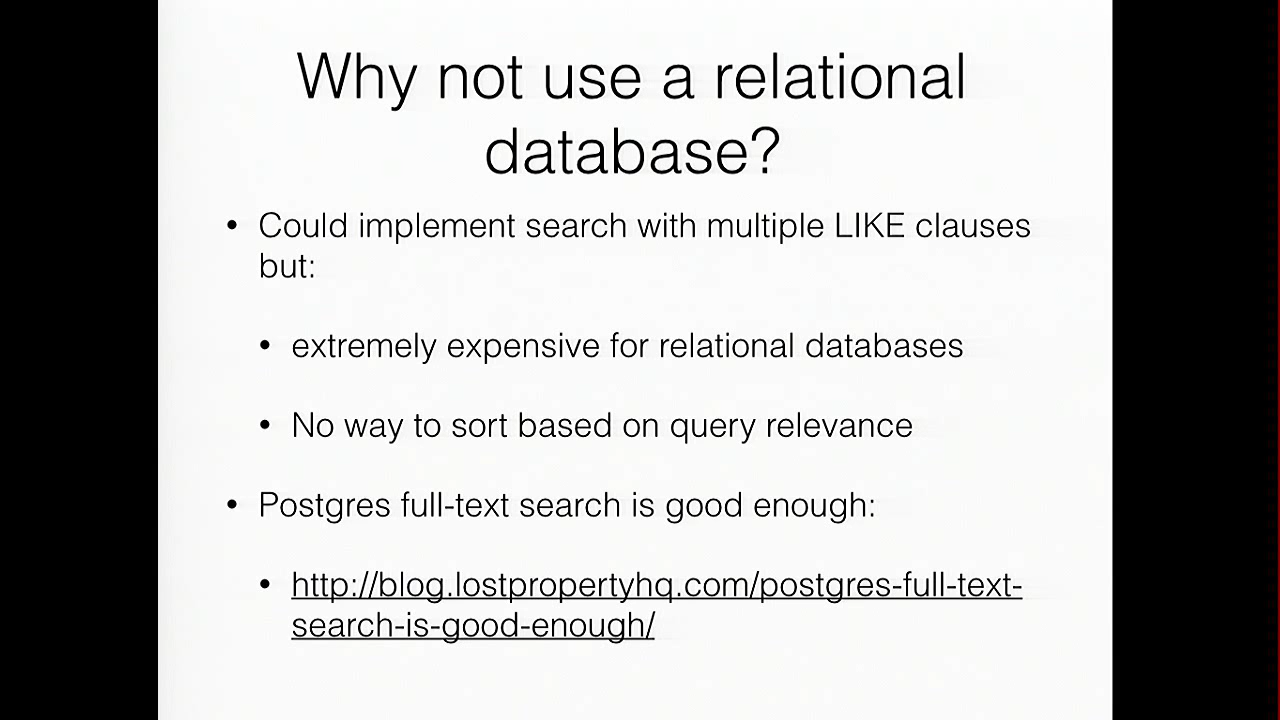 Why not use a relational
database?
• Could implement search with multiple LIKE clauses
but:
• extremely expensive for relational databases
• No way to sort based on query relevance
• Postgres full-text search is good enough:
• http://blog.lostpropertyhq.com/postgres-full-text-
search-is-good-enough/